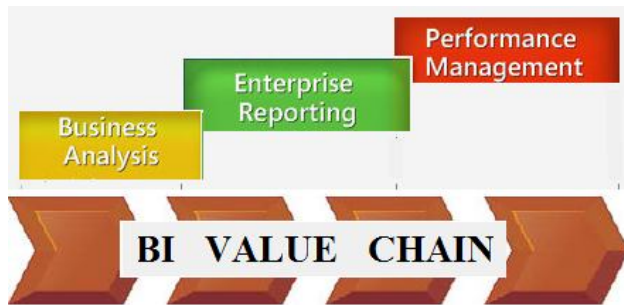 Performance
Management
Enterprise
Reporting
Business
Analysis
BI VALUE CHAIN